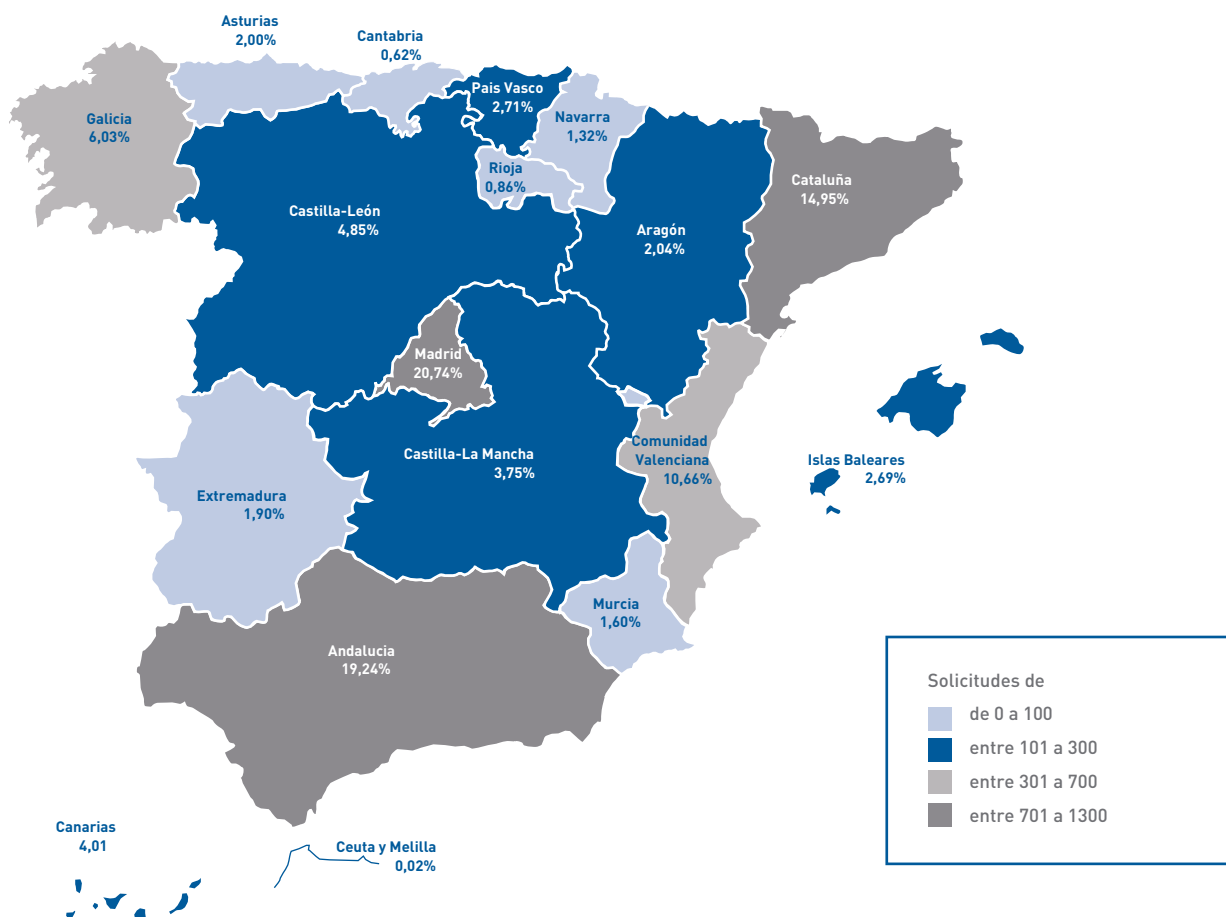 Asturias
2,00%
Cantabria
0,62%
Pais Vasco
2,71%
Galicia
6,03%
Navarra
1,32%
Rioja
0,86%
Cataluña
14,95%
Castilla-León
4,85%
Aragón
2,04%
Madrid
20,74%
Castilla-La Mancha
3,75%
Comunidad
Valenciana
10,66%
Islas Baleares
2,69%
Extremadura
1,90%
Murcia
1,60%
Andalucia
19,24%
Canarias
4,01
Ceuta y Melilla
0,02%
Solicitudes de
de 0 a 100
entre 101 a 300
entre 301 a 700
entre 701 a 1300